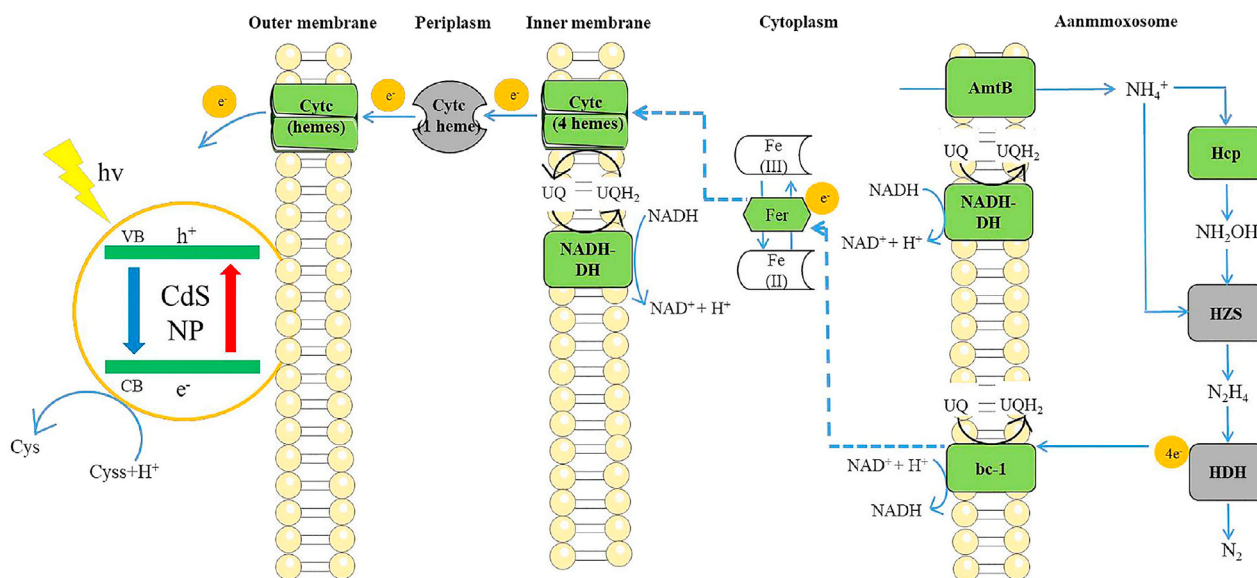 Outer membrane
Periplasm
Inner membrane
Cytoplasm
Aanmmoxosome
e⁻
Cytc
(hemes)
e⁻
Cytc
(1 heme)
e⁻
Cytc
(4 hemes)
UQ
UQH₂
NADH
NADH-
DH
NAD⁺ + H⁺
Fe
(III)
Fer
e⁻
Fe
(II)
AmtB
NH₄⁺
UQ
UQH₂
NADH
NADH-
DH
NAD⁺ + H⁺
Hcp
NH₂OH
HZS
N₂H₄
4e⁻
HDH
N₂
UQ
UQH₂
bc-1
NAD⁺ + H⁺
NADH
hv
VB
h⁺
CdS
NP
CB
e⁻
Cys
Cyss+H⁺